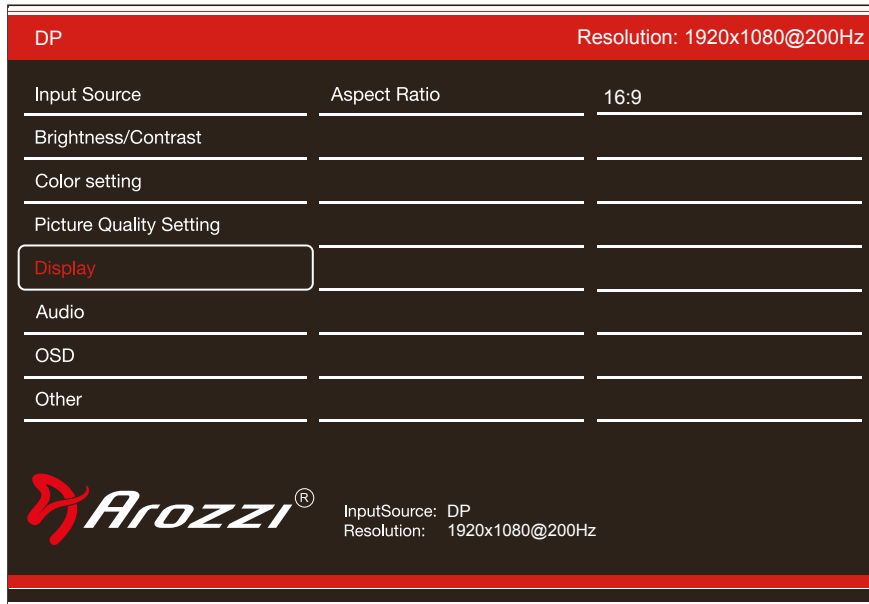 DP Resolution: 1920x1080@200Hz
Input Source Aspect Ratio 16:9
Brightness/Contrast
Color setting
Picture Quality Setting
Display
Audio
OSD
Other
Arozzi®
InputSource: DP
Resolution: 1920x1080@200Hz